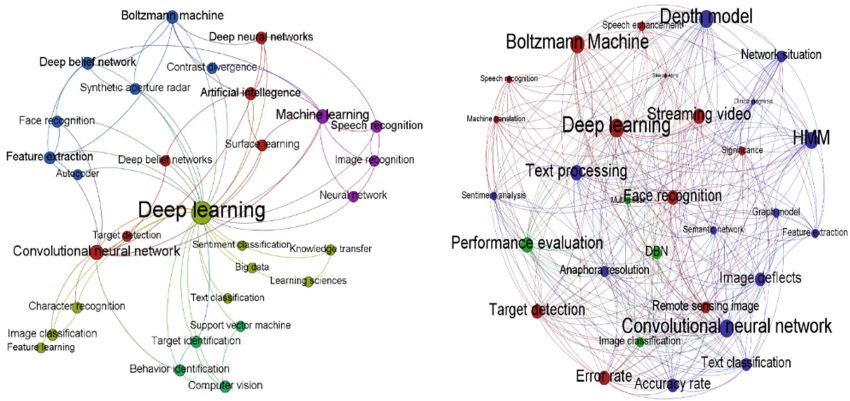 Boltzmann machine
Deep neural networks
Deep belief network
Contrast divergence
Synthetic aperture radar
Artificial intellegence
Machine learning
Speech recognition
Face recognition
Surface learning
Feature extraction
Deep belief networks
Image recognition
Autocoder
Neural network
Deep learning
Target detection
Convolutional neural network
Sentiment classification
Knowledge transfer
Big data
Learning sciences
Text classification
Character recognition
Support vector machine
Image classification
Target identification
Feature learning
Behavior identification
Computer vision
Speech enhancement
Depth model
Boltzmann Machine
Network situation
Speech recognition
Machine translation
Streaming video
Deep learning
HMM
Significance
Text processing
Sentiment analysis
Face recognition
Graph model
Semantic network
Feature extraction
Performance evaluation
DBN
Anaphora resolution
Image deflects
Target detection
Remote sensing image
Convolutional neural network
Image classification
Text classification
Error rate
Accuracy rate